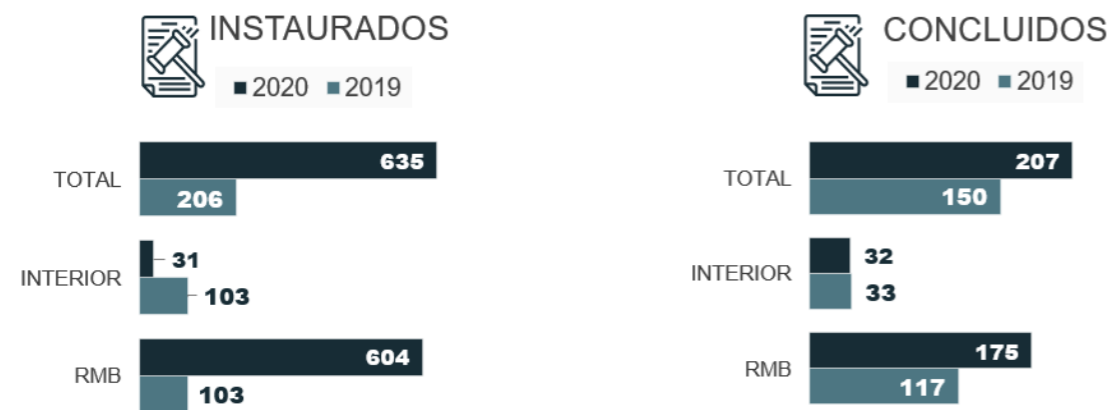 INSTAURADOS
2020 2019
TOTAL
635
206
INTERIOR
31
103
RMB
604
103
CONCLUIDOS
2020 2019
TOTAL
207
150
INTERIOR
32
33
RMB
175
117